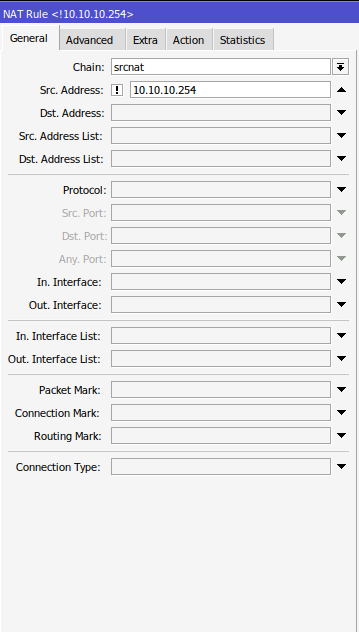 NAT Rule <!10.10.10.254>
General Advanced Extra Action Statistics
Chain: srcnat
Src. Address: ! 10.10.10.254
Dst. Address:
Src. Address List:
Dst. Address List:
Protocol:
Src. Port:
Dst. Port:
Any. Port:
In. Interface:
Out. Interface:
In. Interface List:
Out. Interface List:
Packet Mark:
Connection Mark:
Routing Mark:
Connection Type: